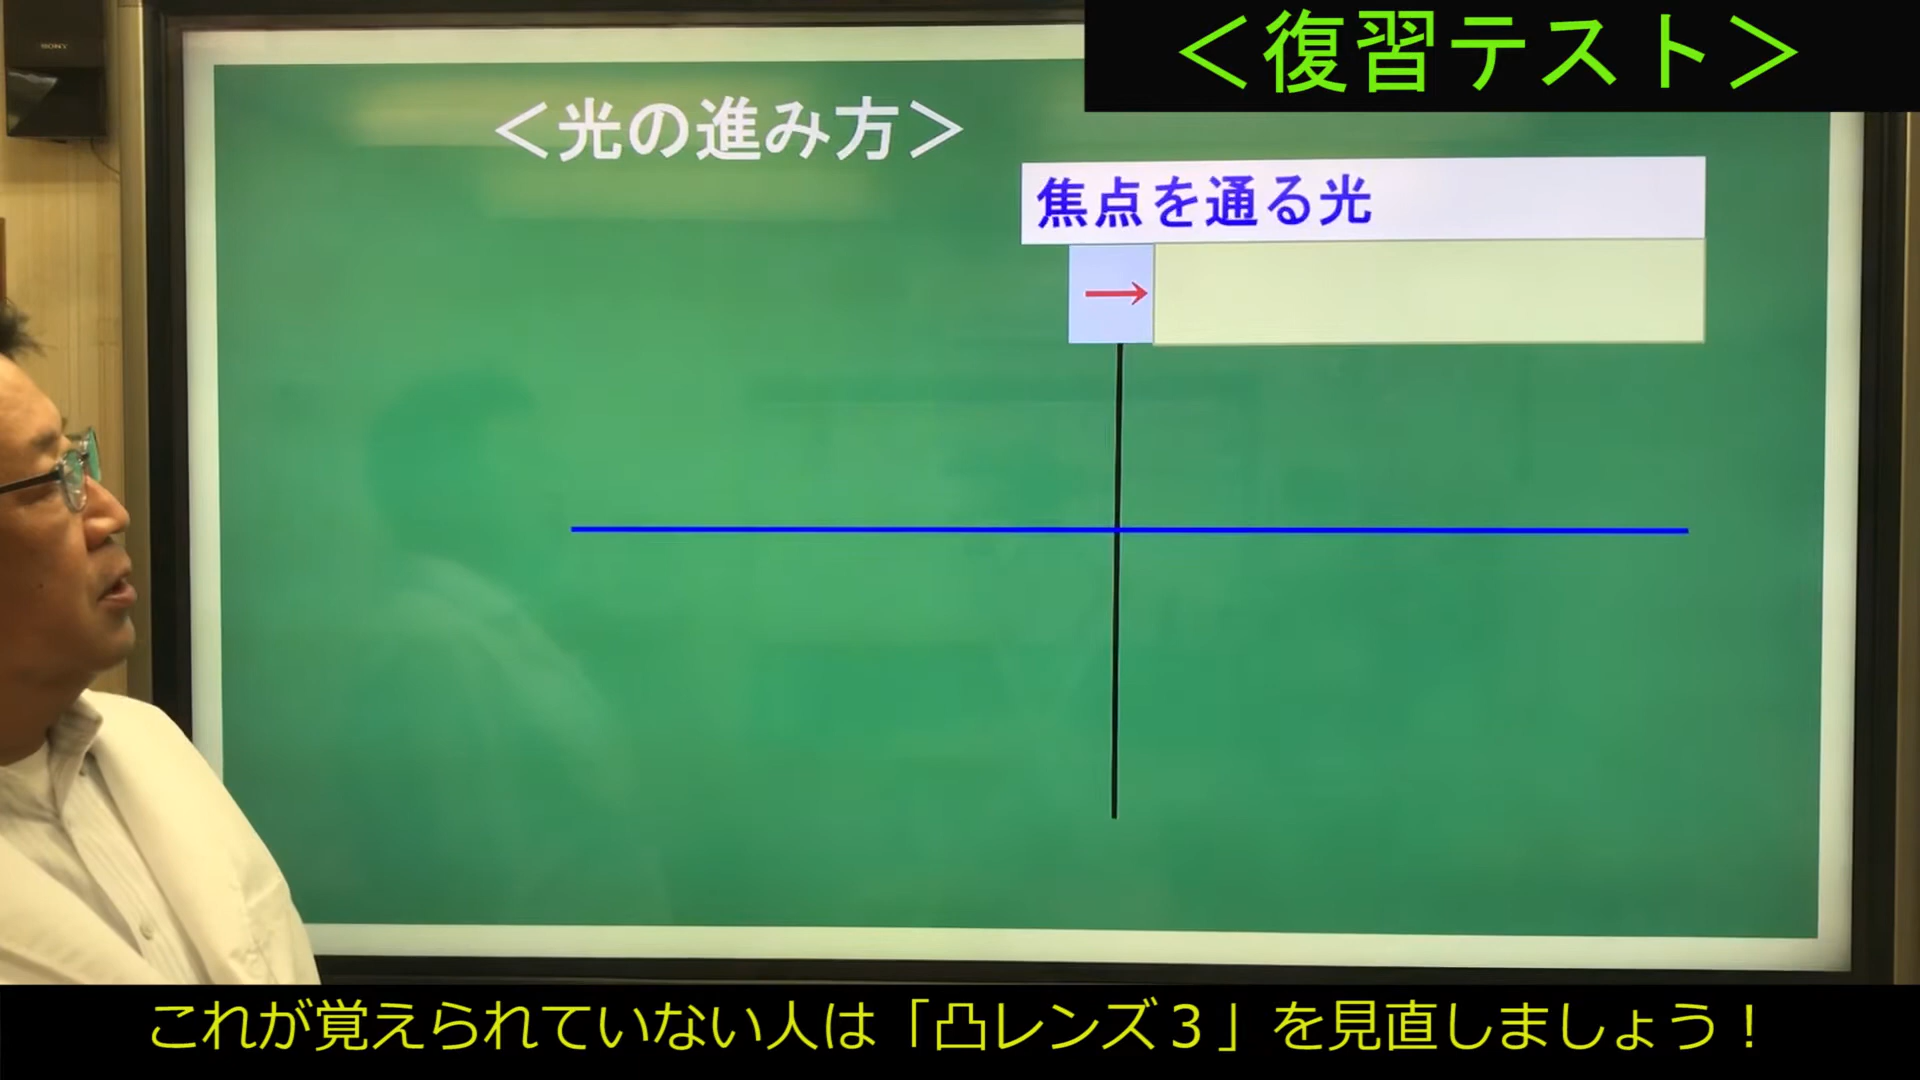 SONY
＜復習テスト＞
＜光の進み方＞
焦点を通る光
→
これが覚えられていない人は「凸レンズ３」を見直しましょう！